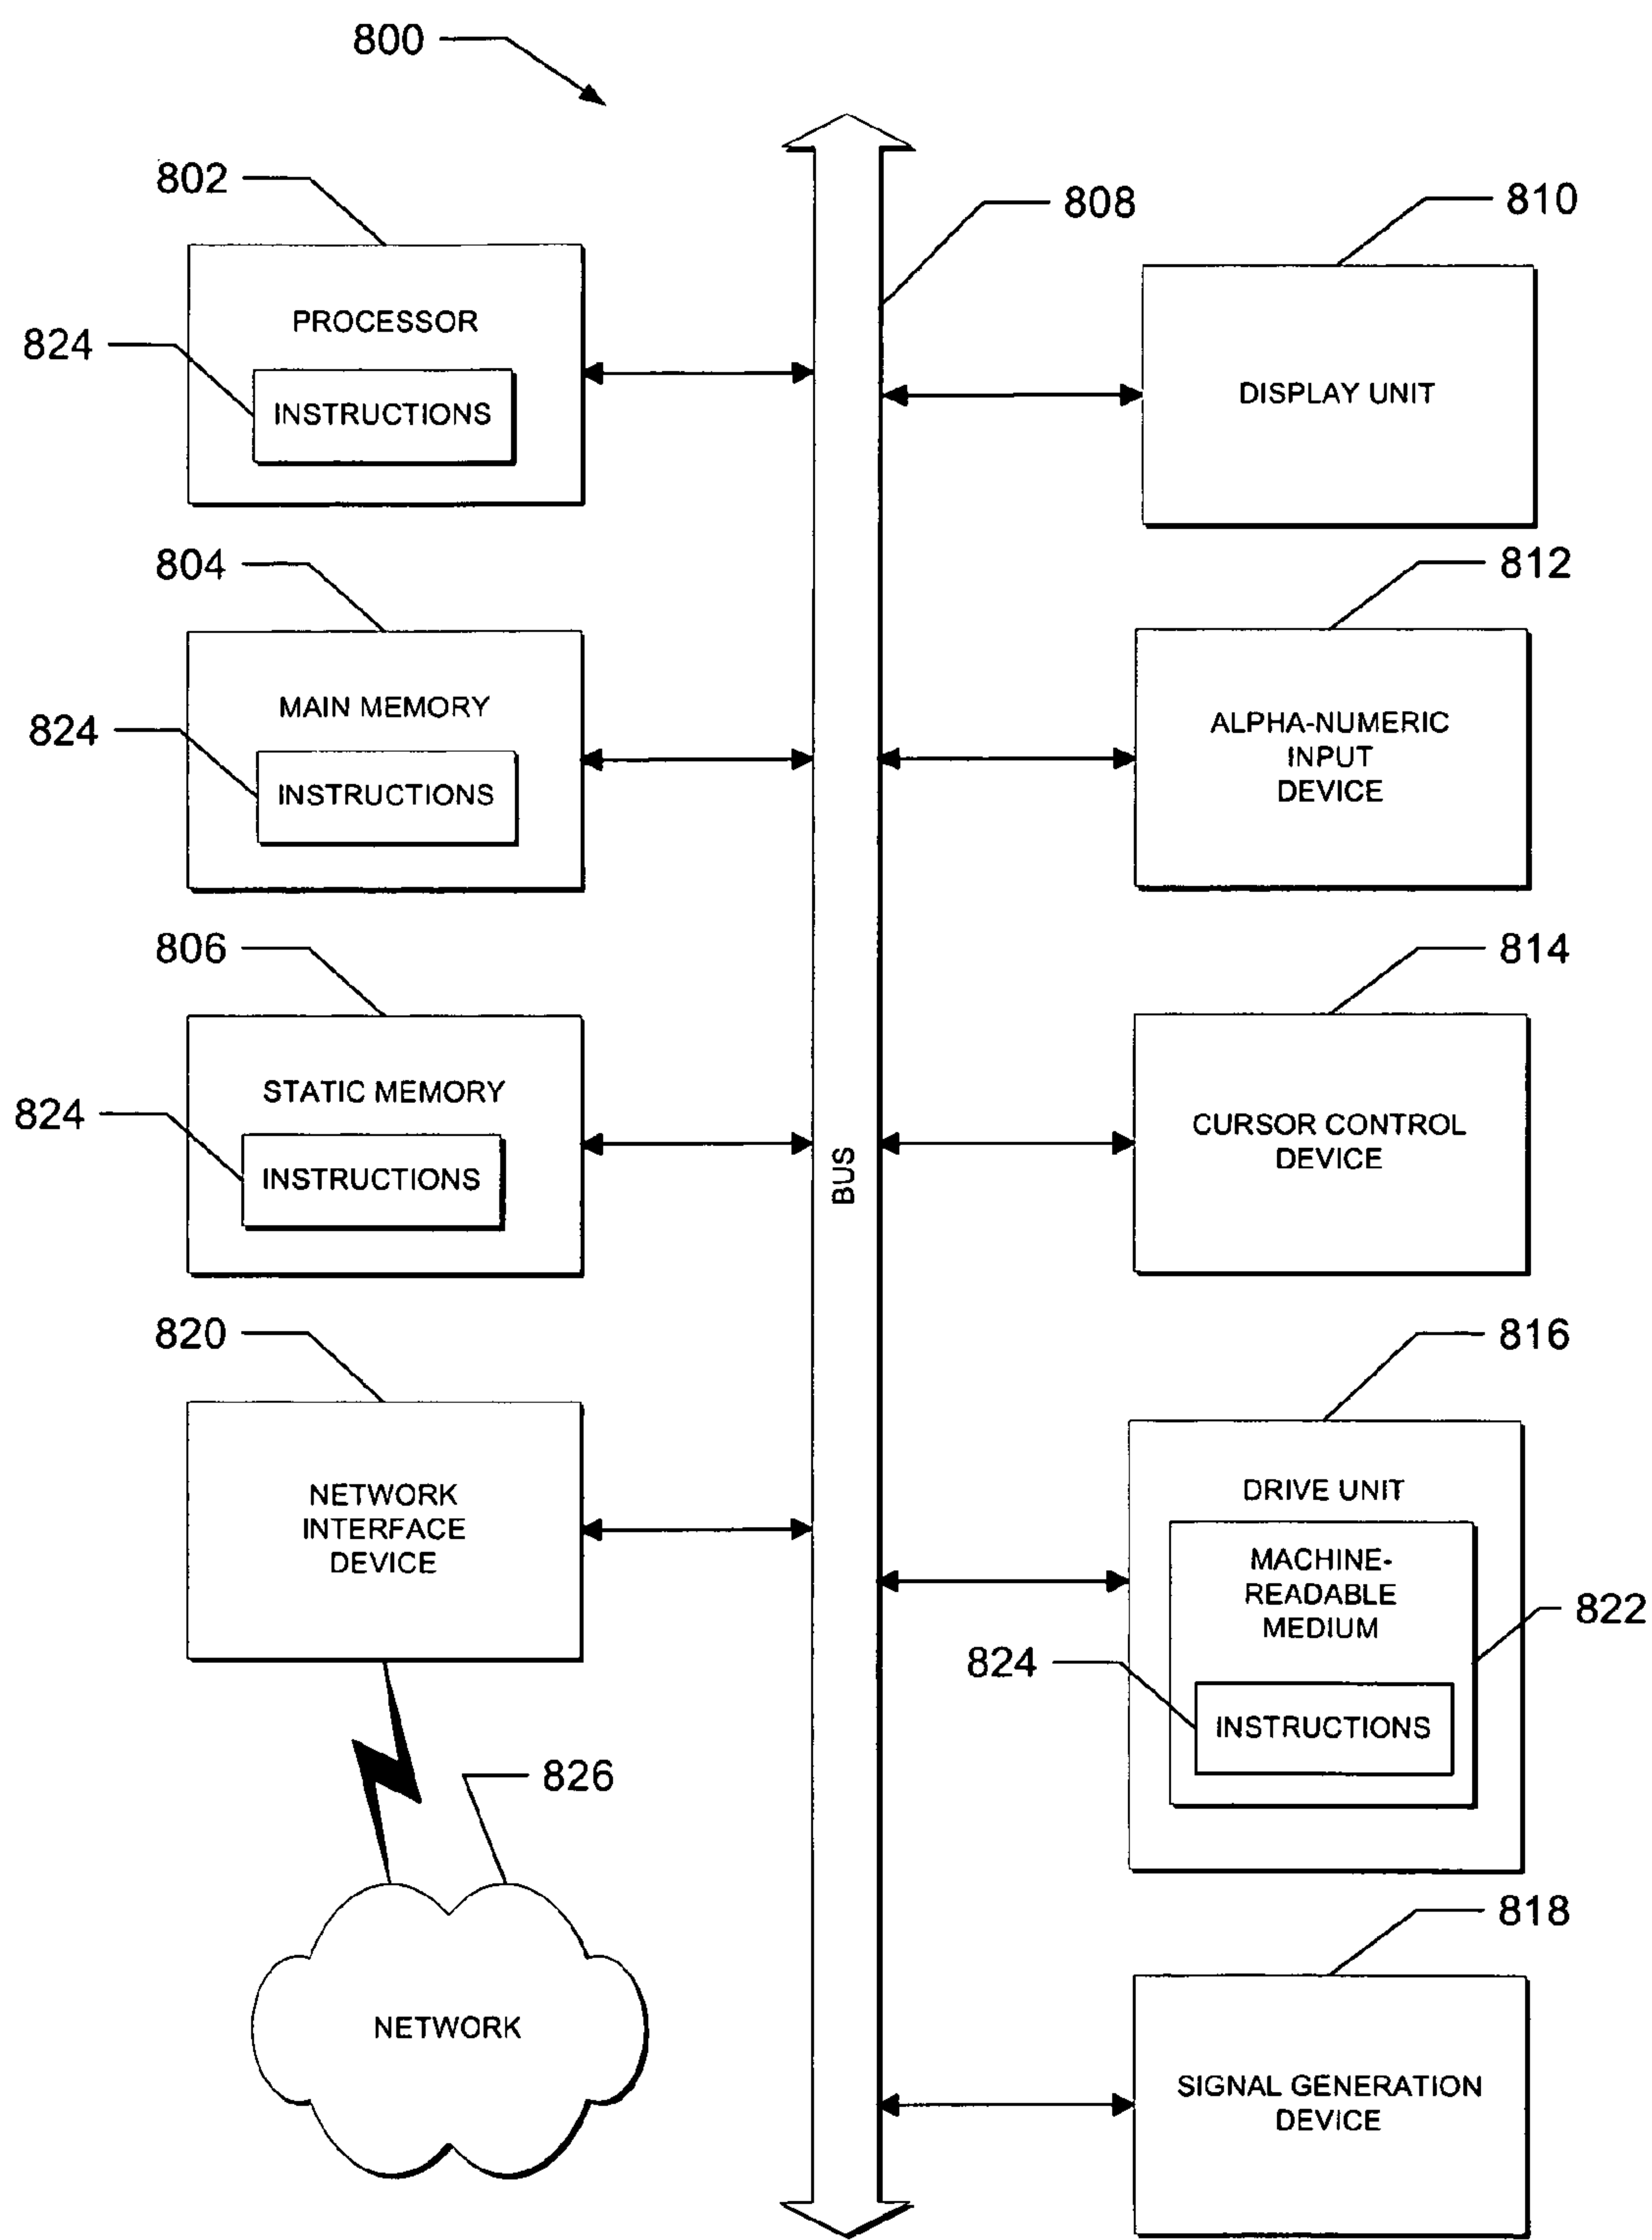 800
802
PROCESSOR
824
INSTRUCTIONS
804
MAIN MEMORY
824
INSTRUCTIONS
806
STATIC MEMORY
824
INSTRUCTIONS
820
NETWORK
INTERFACE
DEVICE
826
NETWORK
808
BUS
810
DISPLAY UNIT
812
ALPHA-NUMERIC
INPUT
DEVICE
814
CURSOR CONTROL
DEVICE
816
DRIVE UNIT
MACHINE-
READABLE
MEDIUM
822
824
INSTRUCTIONS
818
SIGNAL GENERATION
DEVICE